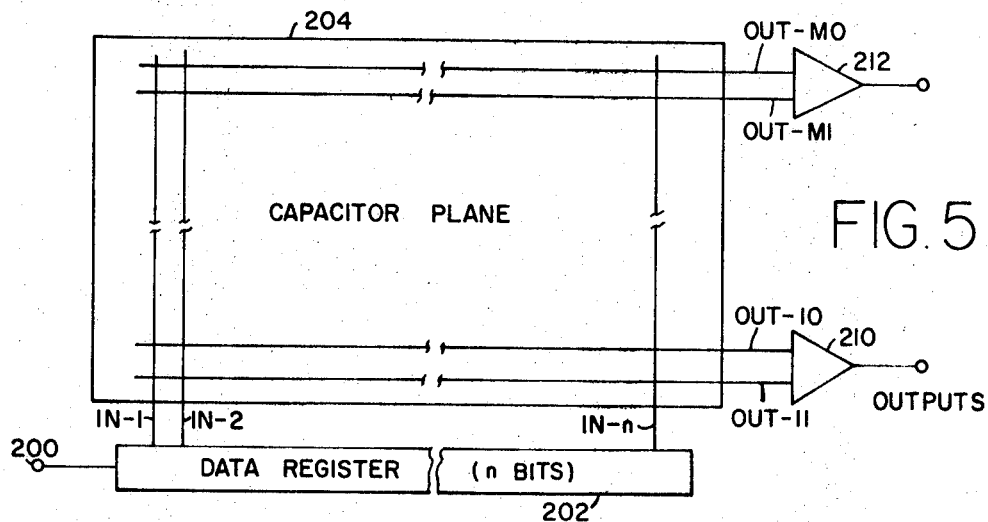 204
OUT-M0
212
OUT-M1
CAPACITOR PLANE
FIG. 5
OUT-10
210
OUT-11
OUTPUTS
IN-1
IN-2
IN-n
200
DATA REGISTER (n BITS)
202